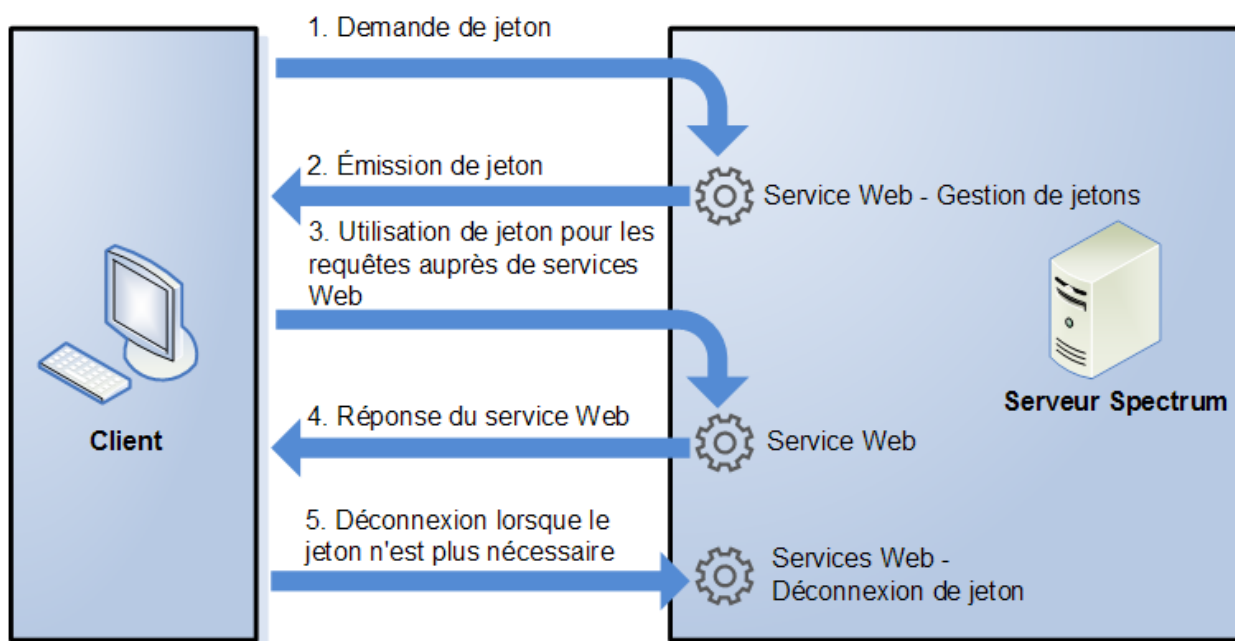 1. Demande de jeton
2. Émission de jeton
Service Web - Gestion de jetons
3. Utilisation de jeton pour les
requêtes auprès de services
Web
Serveur Spectrum
4. Réponse du service Web
Client
Service Web
5. Déconnexion lorsque le
jeton n'est plus nécessaire
Services Web -
Déconnexion de jeton